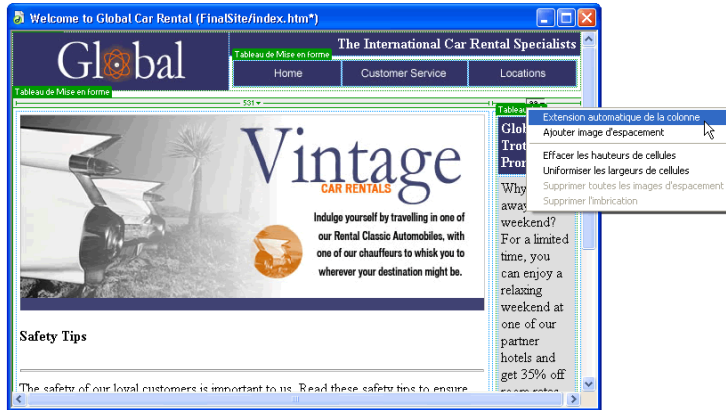 Welcome to Global Car Rental (FinalSite/index.htm*)
Global
The International Car Rental Specialists
Tableau de Mise en forme
Home
Customer Service
Locations
Tableau de Mise en forme
531
Tableau
Extension automatique de la colonne
Ajouter image d'espacement
Effacer les hauteurs de cellules
Uniformiser les largeurs de cellules
Supprimer toutes les images d'espacement
Supprimer l'imbrication
Vintage
CAR RENTALS
Indulge yourself by travelling in one of
our Rental Classic Automobiles, with
one of our chauffeurs to whisk you to
wherever your destination might be.
Safety Tips
The safety of our loyal customers is important to us. Read these safety tips to ensure
Why
away
weekend?
For a limited
time, you
can enjoy a
relaxing
weekend at
one of our
partner
hotels and
get 35% off
room rates